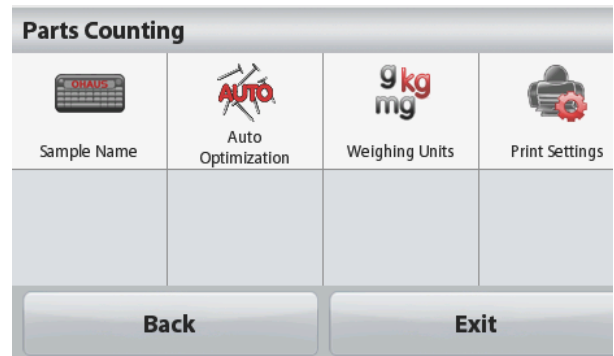 Parts Counting
OHAUS
Sample Name
AUTO
Auto
Optimization
g kg
mg
Weighing Units
Print Settings
Back
Exit